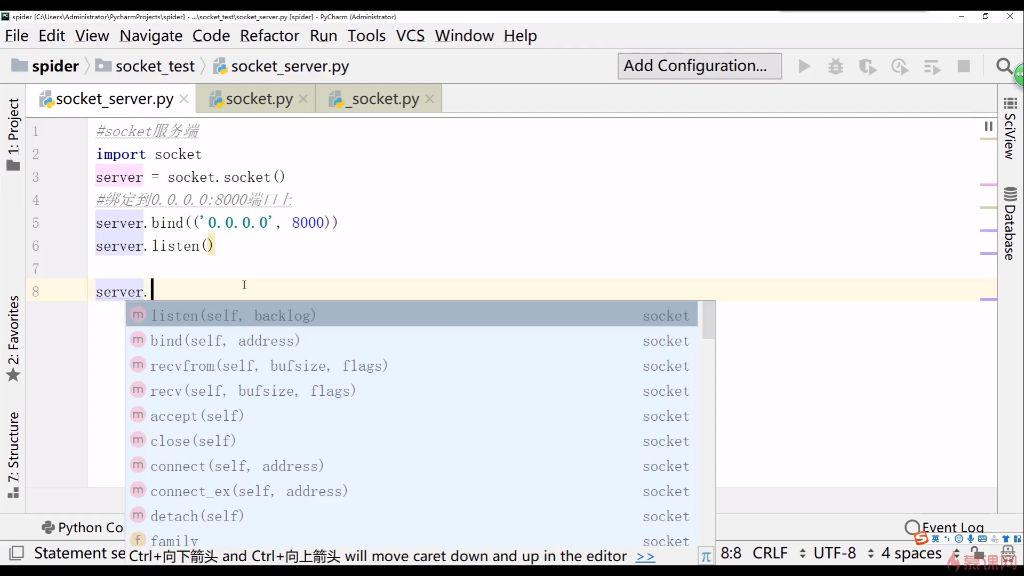 spider [C:\Users\Administrator\PycharmProjects\spider] - ...\socket_test\socket_server.py [spider] - PyCharm (Administrator)
File Edit View Navigate Code Refactor Run Tools VCS Window Help
spider socket_test socket_server.py Add Configuration...
socket_server.py socket.py _socket.py
1: Project
2: Favorites
7: Structure
1 #socket服务端
2 import socket
3 server = socket.socket()
4 #绑定到0.0.0.0:8000端口上
5 server.bind(('0.0.0.0', 8000))
6 server.listen()
7
8 server.
m listen(self, backlog) socket
m bind(self, address) socket
m recvfrom(self, bufsize, flags) socket
m recv(self, bufsize, flags) socket
m accept(self) socket
m close(self) socket
m connect(self, address) socket
m connect_ex(self, address) socket
m detach(self) socket
f family socket
Ctrl+向下箭头 and Ctrl+向上箭头 will move caret down and up in the editor >> π
SciView
Database
Python Co Event Log
Statement se 8:8 CRLF UTF-8 4 spaces
英
慕课网